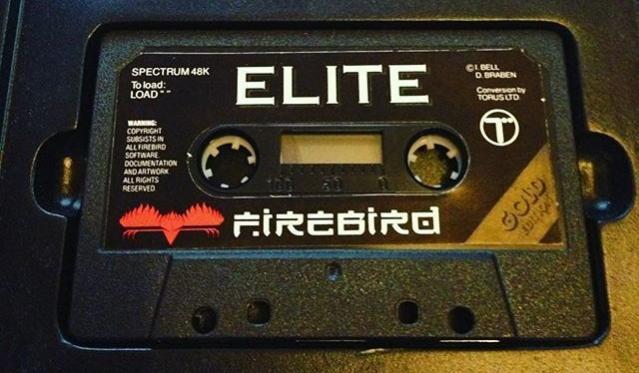 SPECTRUM 48K
To load:
LOAD " "
ELITE
© I. BELL
D. BRABEN
Conversion by
TORUS LTD.
T
WARNING:
COPYRIGHT
SUBSISTS IN
ALL FIREBIRD
SOFTWARE,
DOCUMENTATION
AND ARTWORK
ALL RIGHTS
RESERVED
100 50 0
FIREBIRD
GOLD